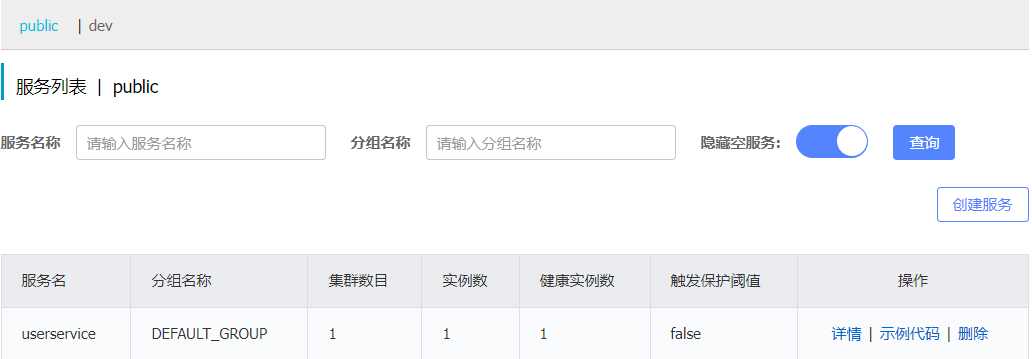 public | dev
服务列表 | public
服务名称 请输入服务名称 分组名称 请输入分组名称 隐藏空服务: 查询
创建服务
服务名 分组名称 集群数目 实例数 健康实例数 触发保护阈值 操作
userservice DEFAULT_GROUP 1 1 1 false 详情 | 示例代码 | 删除